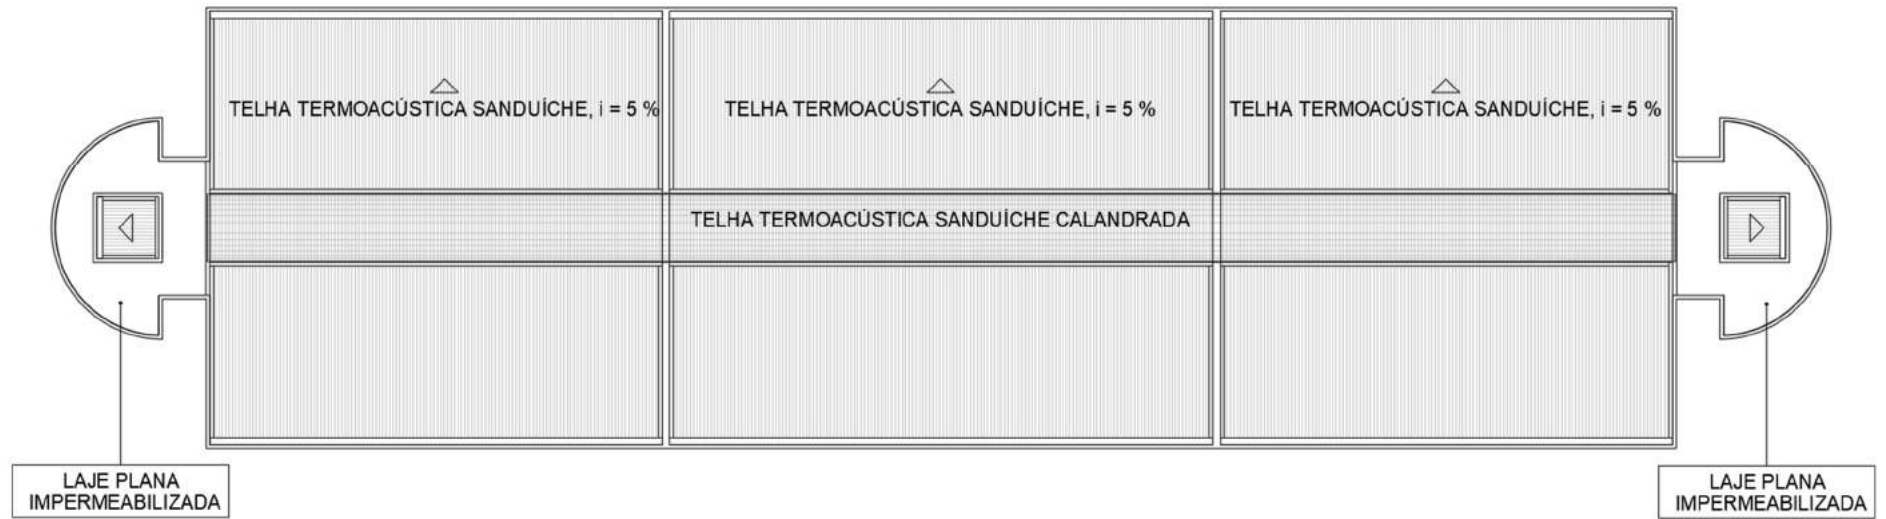 TELHA TERMOACÚSTICA SANDUÍCHE, i = 5 %
TELHA TERMOACÚSTICA SANDUÍCHE, i = 5 %
TELHA TERMOACÚSTICA SANDUÍCHE, i = 5 %
TELHA TERMOACÚSTICA SANDUÍCHE CALANDRADA
LAJE PLANA
IMPERMEABILIZADA
LAJE PLANA
IMPERMEABILIZADA